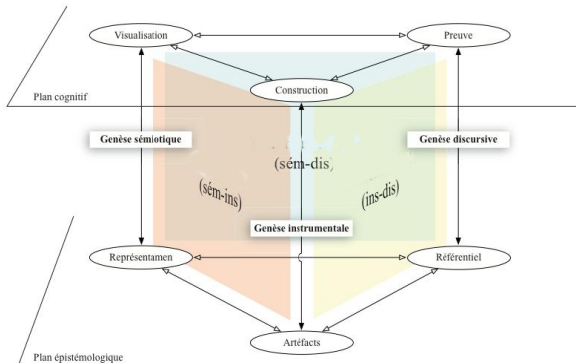 Visualisation
Preuve
Construction
Plan cognitif
Genèse sémiotique
Genèse discursive
(sém-dis)
(sém-ins)
(ins-dis)
Genèse instrumentale
Représentamen
Référentiel
Artéfacts
Plan épistémologique